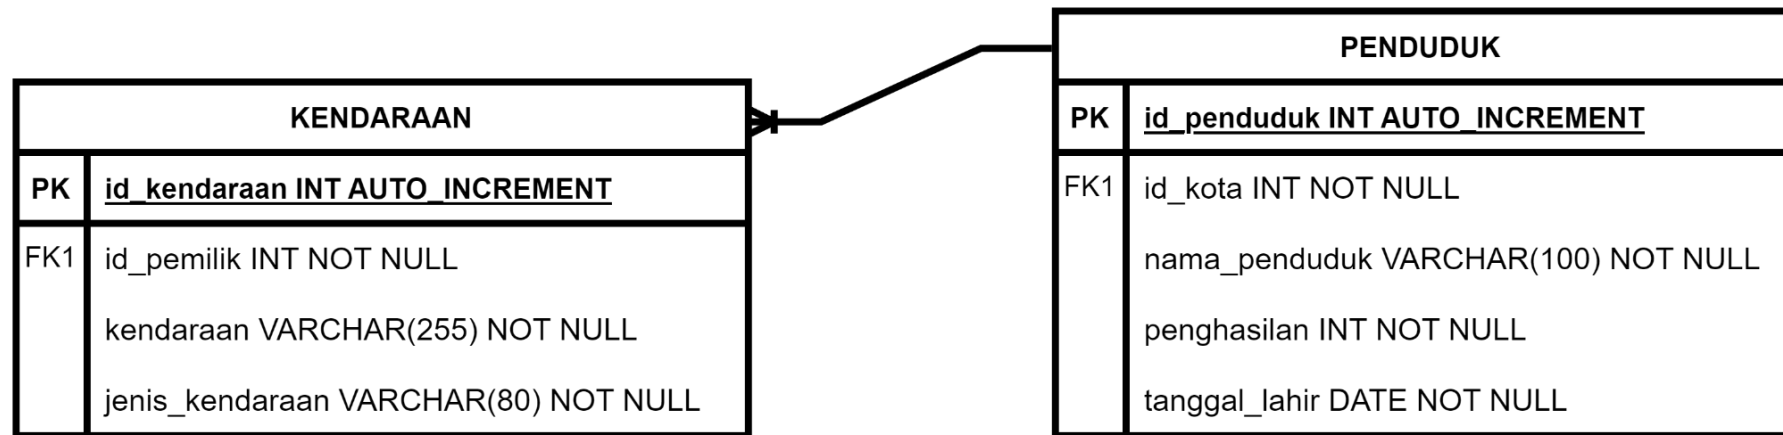 KENDARAAN
PK id_kendaraan INT AUTO_INCREMENT
FK1 id_pemilik INT NOT NULL
kendaraan VARCHAR(255) NOT NULL
jenis_kendaraan VARCHAR(80) NOT NULL
PENDUDUK
PK id_penduduk INT AUTO_INCREMENT
FK1 id_kota INT NOT NULL
nama_penduduk VARCHAR(100) NOT NULL
penghasilan INT NOT NULL
tanggal_lahir DATE NOT NULL